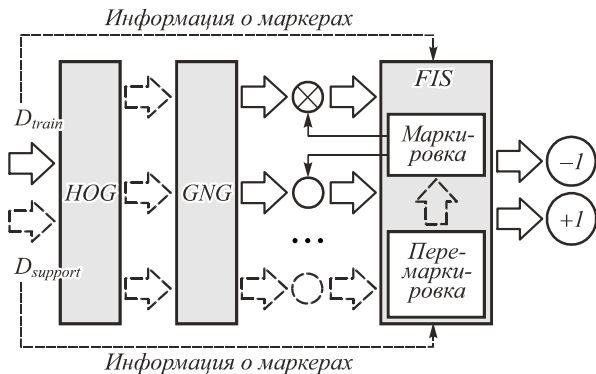 Информация о маркерах
FIS
D_train
Марки-
ровка
HOG
GNG
–1
+1
...
D_support
Пере-
марки-
ровка
Информация о маркерах